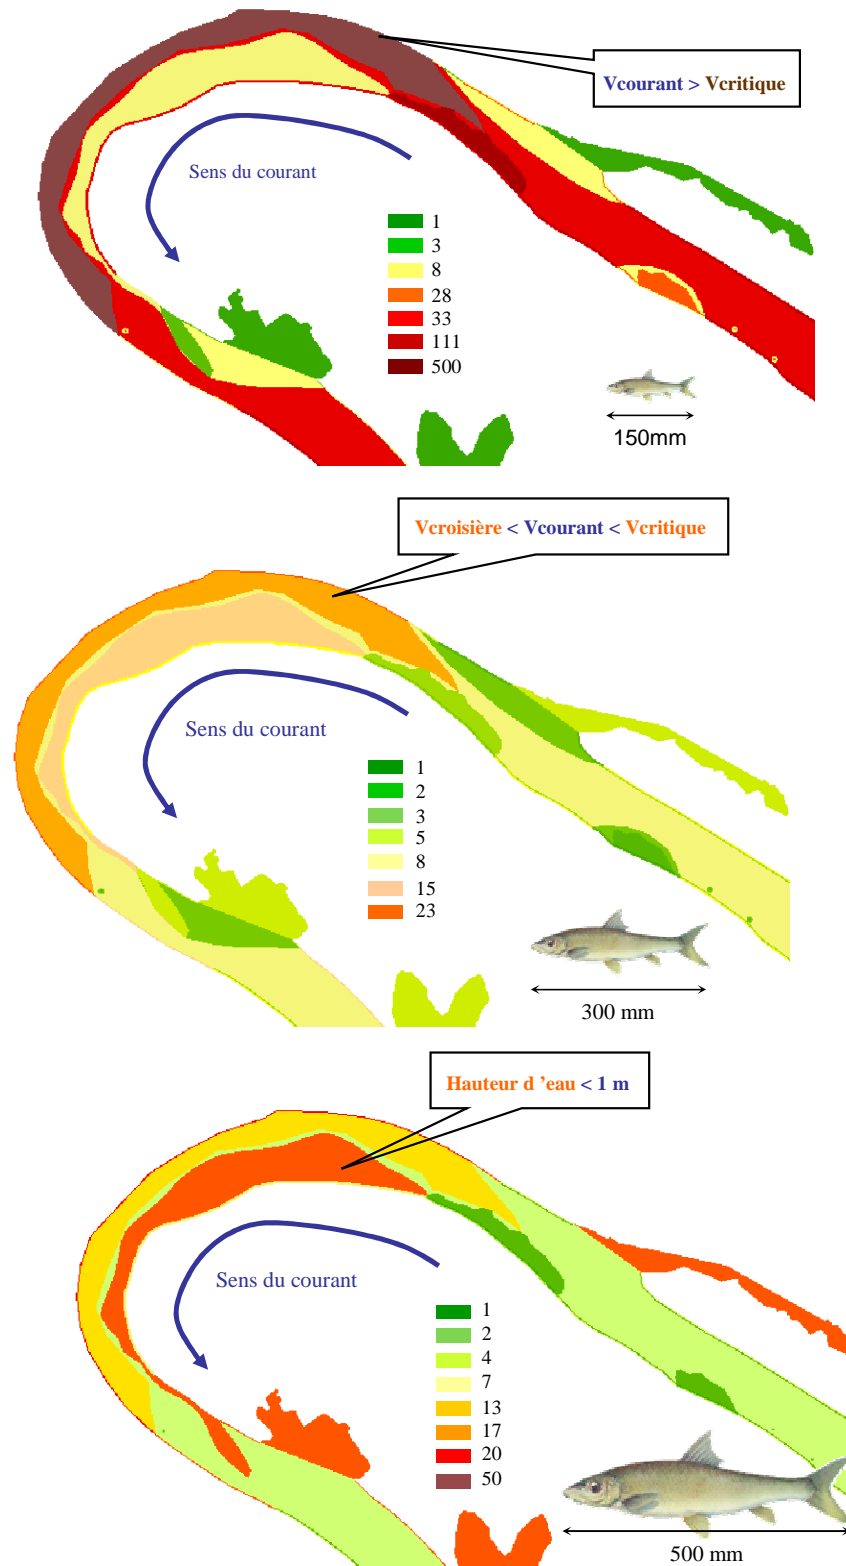 Vcourant > Vcritique
Sens du courant
1
3
8
28
33
111
500
150mm
Vcroisière < Vcourant < Vcritique
Sens du courant
1
2
3
5
8
15
23
300 mm
Hauteur d ’eau < 1 m
Sens du courant
1
2
4
7
13
17
20
50
500 mm